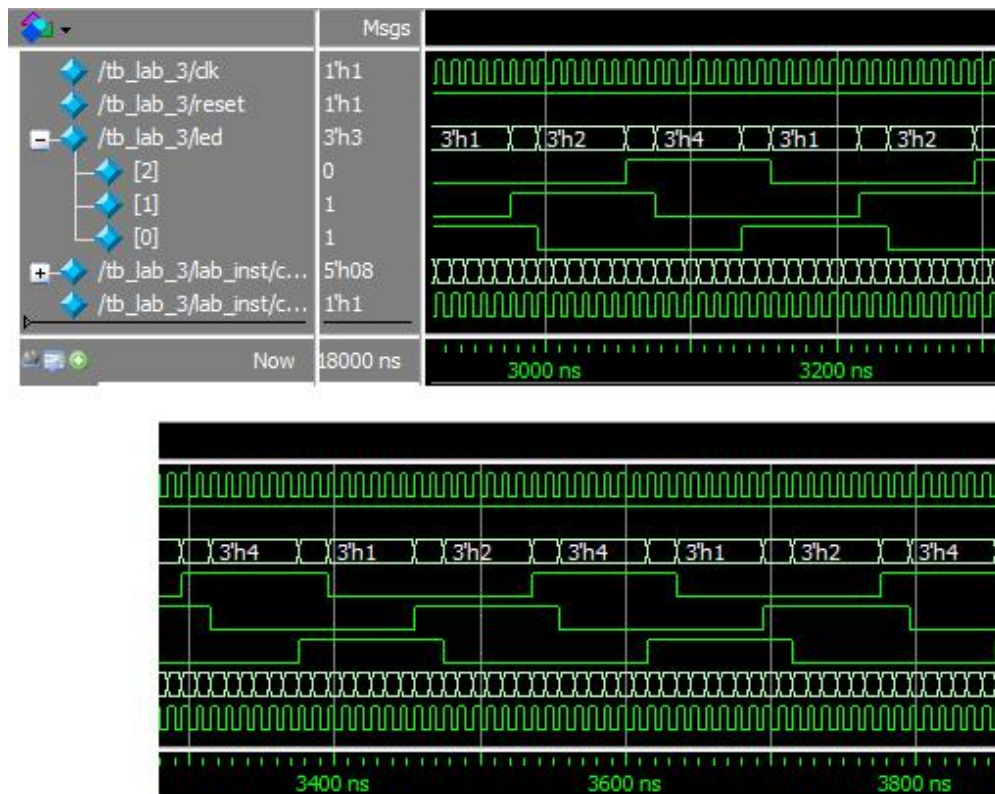 Msgs
/tb_lab_3/clk 1'h1
/tb_lab_3/reset 1'h1
/tb_lab_3/led 3'h3 3'h1 3'h2 3'h4 3'h1 3'h2
[2] 0
[1] 1
[0] 1
/tb_lab_3/lab_inst/c... 5'h08
/tb_lab_3/lab_inst/c... 1'h1
Now 18000 ns 3000 ns 3200 ns
3'h4 3'h1 3'h2 3'h4 3'h1 3'h2 3'h4
3400 ns 3600 ns 3800 ns